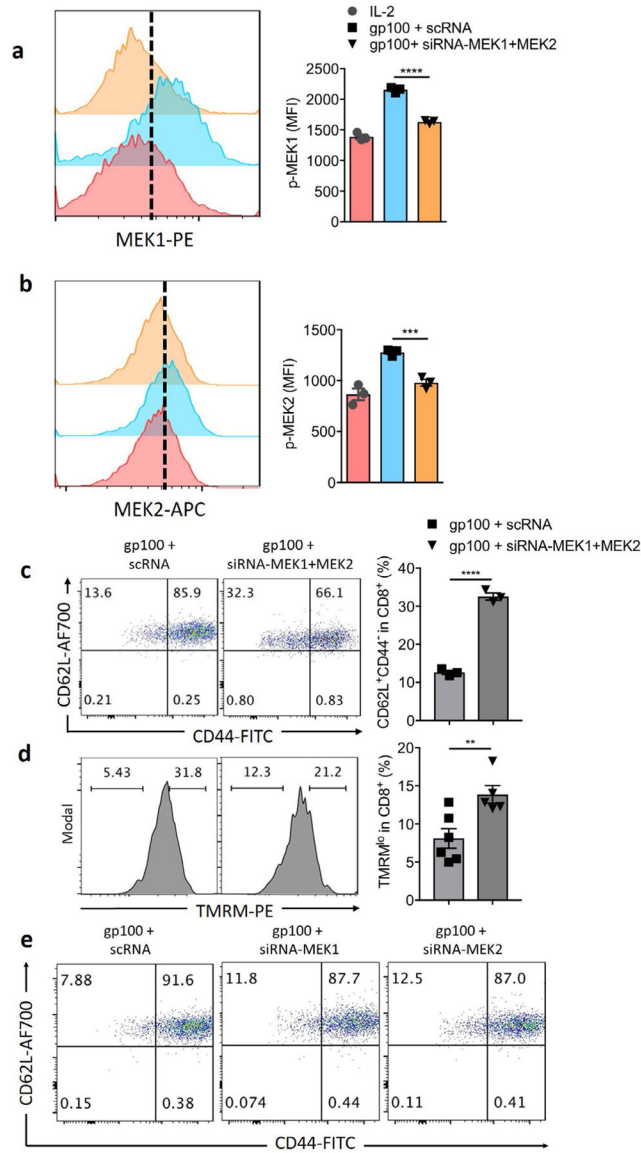 a
IL-2
gp100 + scRNA
gp100+ siRNA-MEK1+MEK2
MEK1-PE
p-MEK1 (MFI)
2500
2000
1500
1000
500
0
****
b
MEK2-APC
p-MEK2 (MFI)
1500
1000
500
0
***
gp100 + scRNA
gp100 + siRNA-MEK1+MEK2
c
gp100 +
scRNA
gp100 +
siRNA-MEK1+MEK2
CD62L-AF700
13.6
85.9
0.21
0.25
32.3
66.1
0.80
0.83
CD44-FITC
CD62L⁺CD44⁻ in CD8⁺ (%)
40
30
20
10
0
****
d
Modal
5.43
31.8
12.3
21.2
TMRM-PE
TMRMˡᵒ in CD8⁺ (%)
20
15
10
5
0
**
e
gp100 +
scRNA
gp100 +
siRNA-MEK1
gp100 +
siRNA-MEK2
CD62L-AF700
7.88
91.6
0.15
0.38
11.8
87.7
0.074
0.44
12.5
87.0
0.11
0.41
CD44-FITC